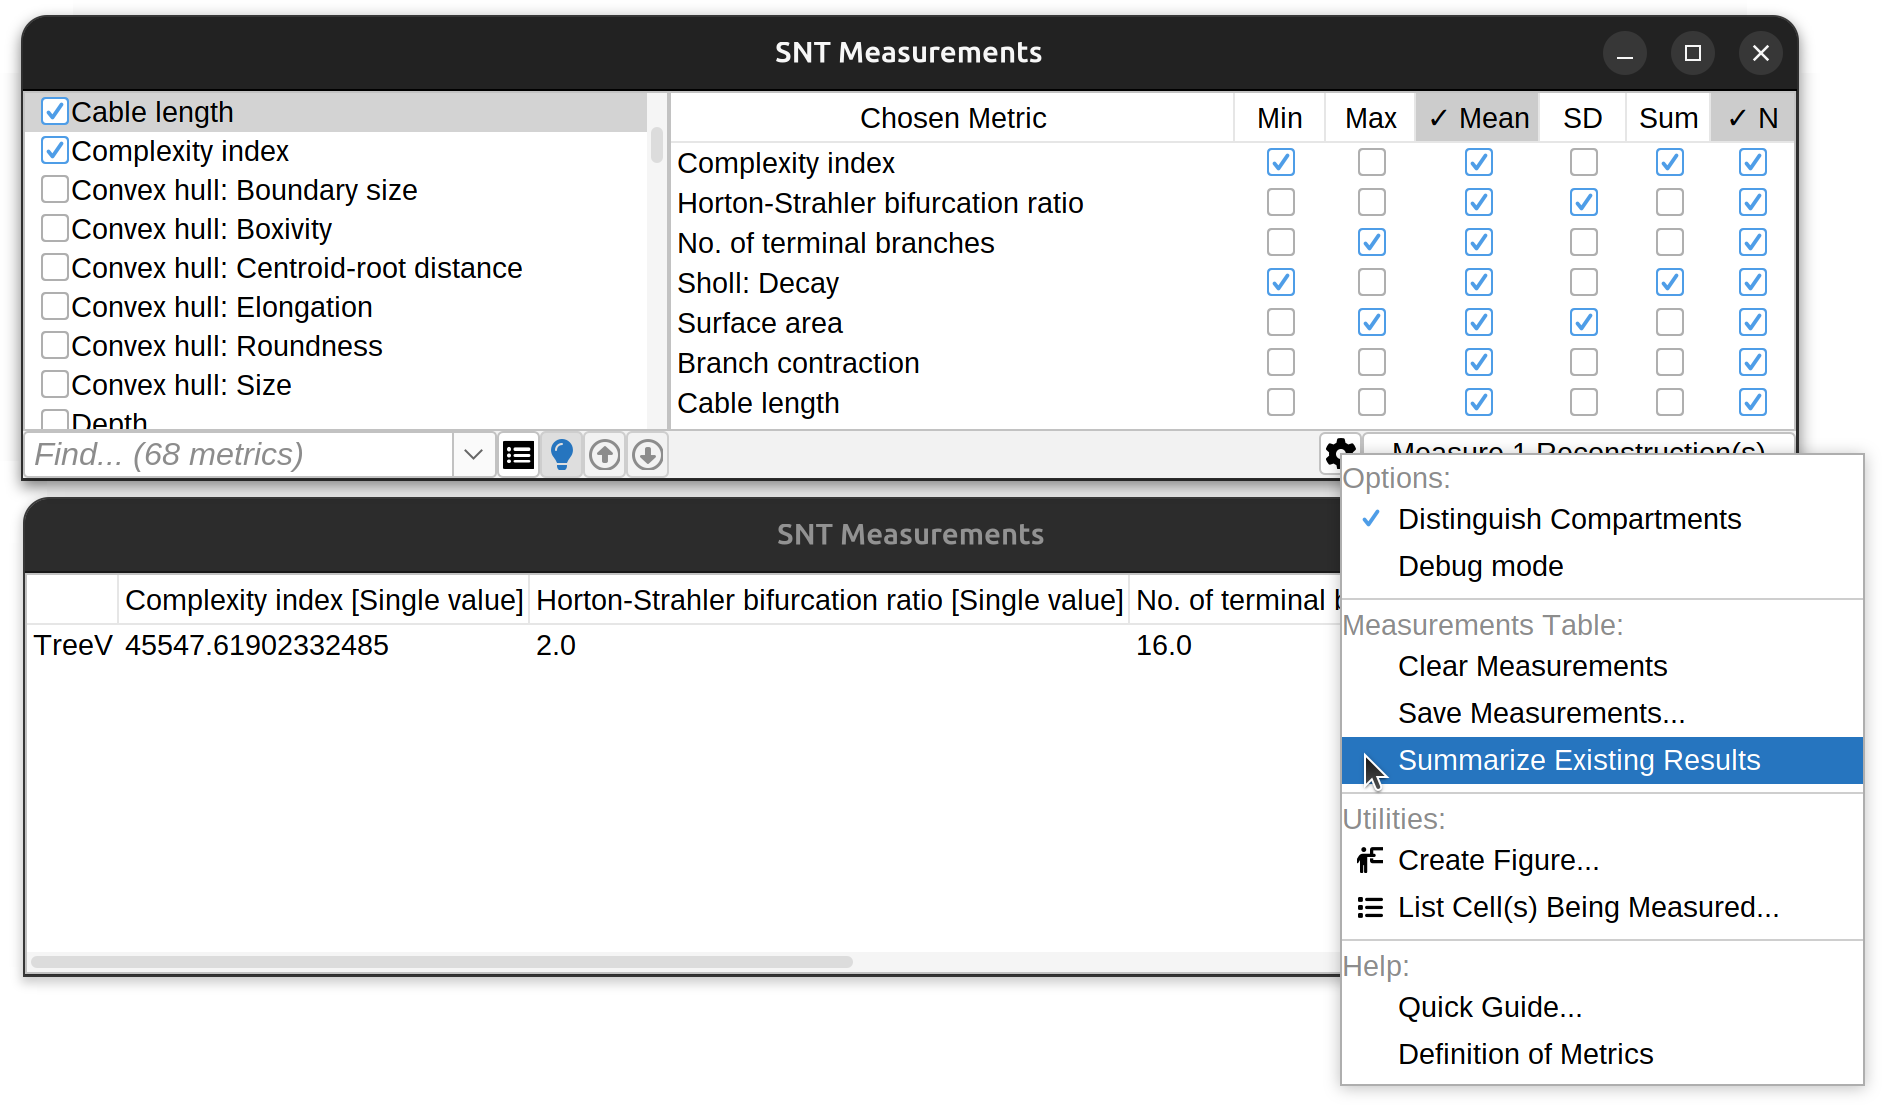 SNT Measurements
Cable length
Complexity index
Convex hull: Boundary size
Convex hull: Boxivity
Convex hull: Centroid-root distance
Convex hull: Elongation
Convex hull: Roundness
Convex hull: Size
Depth
Find... (68 metrics)
Chosen Metric Min Max ✓ Mean SD Sum ✓ N
Complexity index
Horton-Strahler bifurcation ratio
No. of terminal branches
Sholl: Decay
Surface area
Branch contraction
Cable length
Measure 1 Reconstruction(s)
Options:
Distinguish Compartments
Debug mode
Measurements Table:
Clear Measurements
Save Measurements...
Summarize Existing Results
Utilities:
Create Figure...
List Cell(s) Being Measured...
Help:
Quick Guide...
Definition of Metrics
SNT Measurements
Complexity index [Single value] Horton-Strahler bifurcation ratio [Single value] No. of terminal
TreeV 45547.61902332485 2.0 16.0